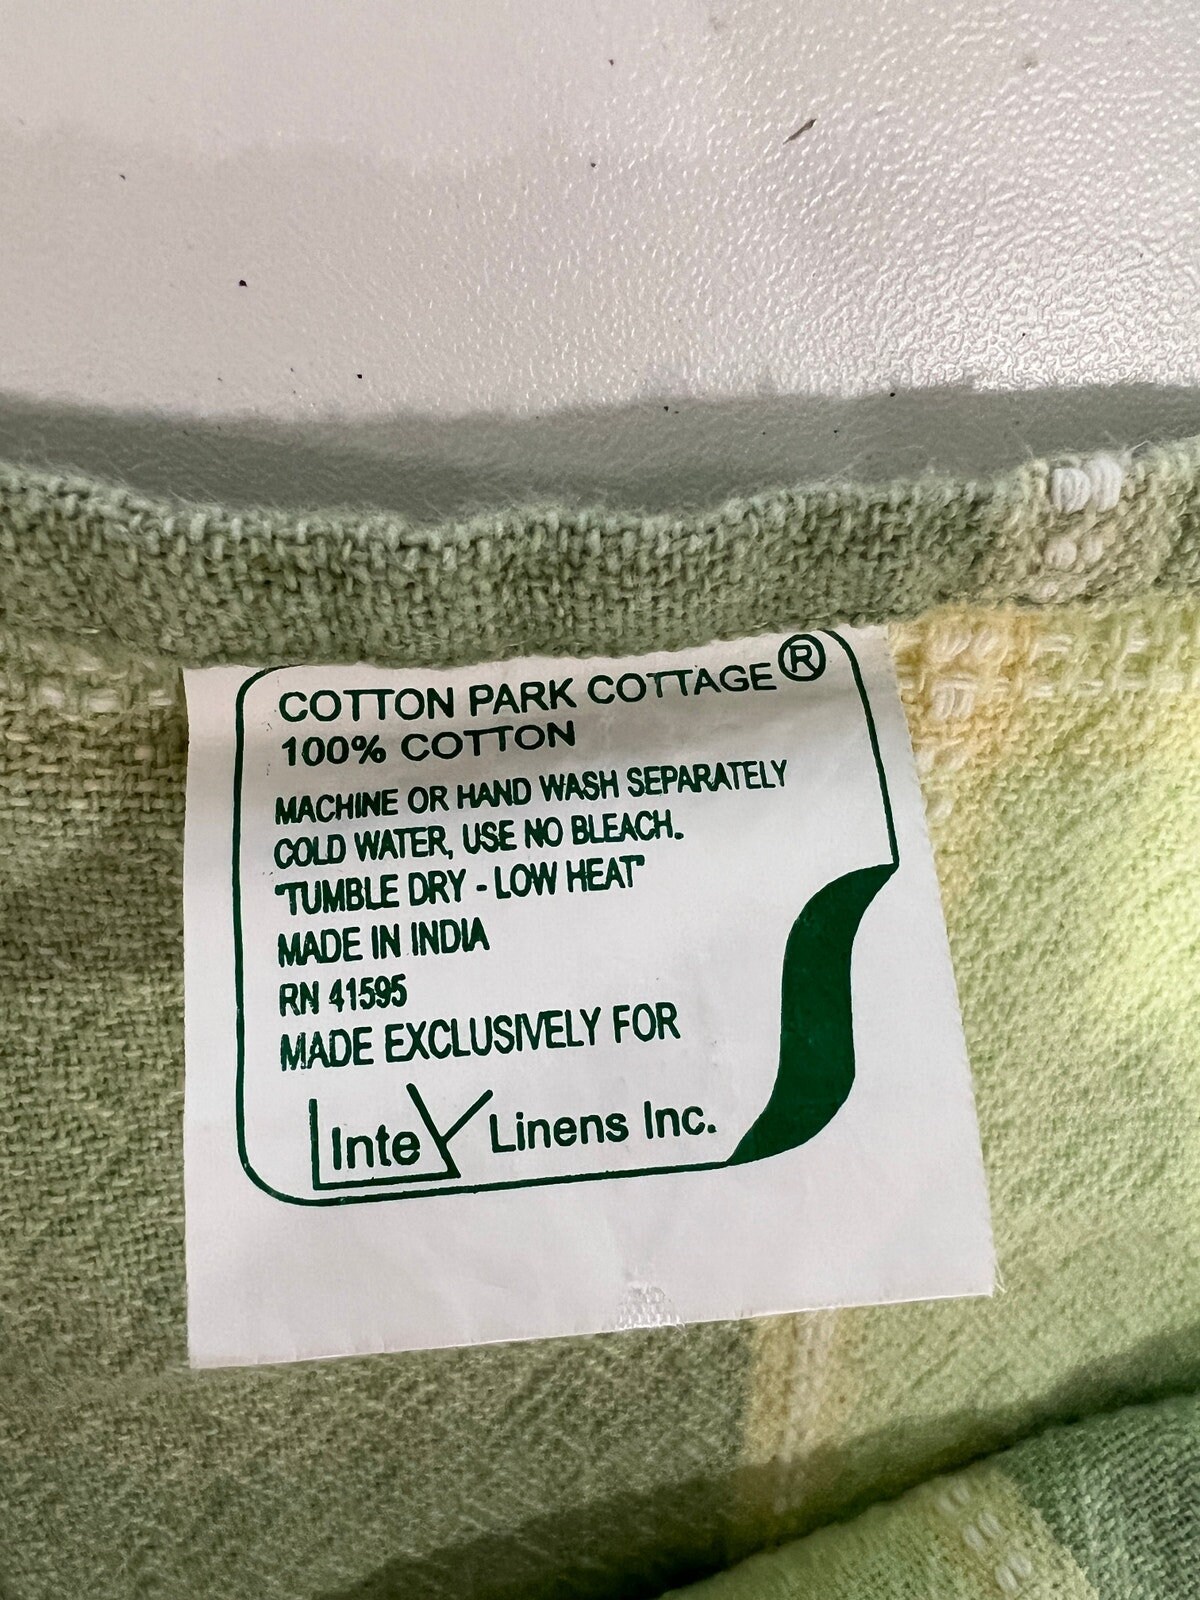 COTTON PARK COTTAGE®
100% COTTON
MACHINE OR HAND WASH SEPARATELY
COLD WATER, USE NO BLEACH.
"TUMBLE DRY - LOW HEAT"
MADE IN INDIA
RN 41595
MADE EXCLUSIVELY FOR
InteX Linens Inc.